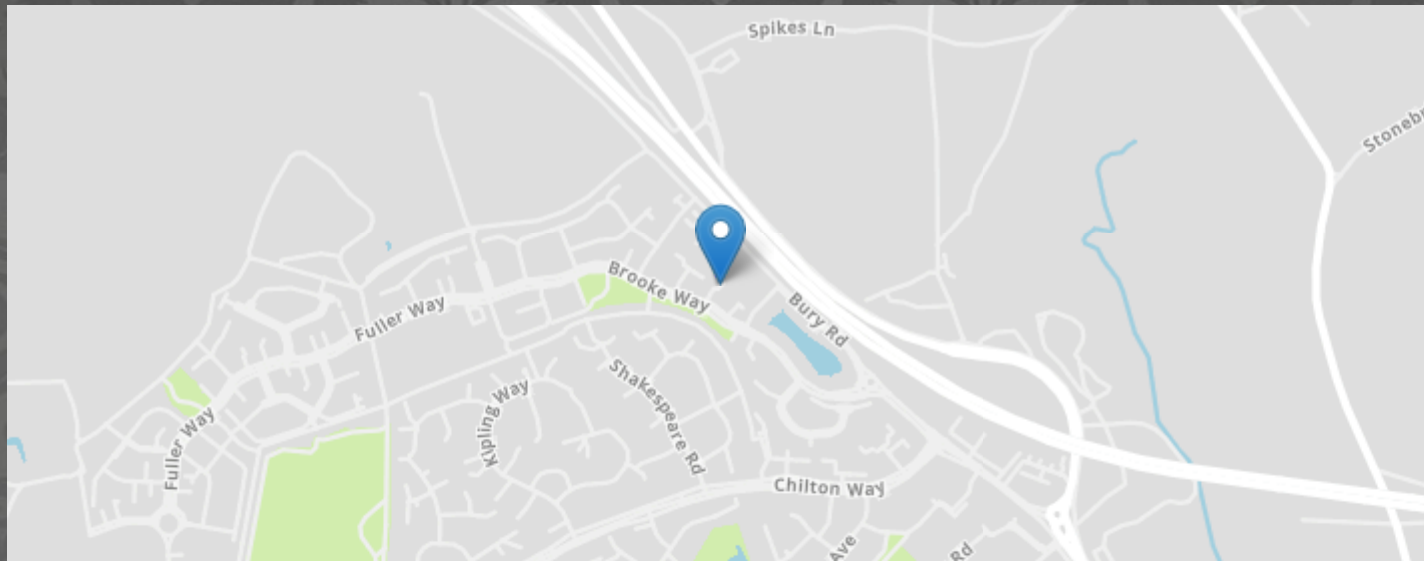 Spikes Ln
Stonebr
Brooke Way
Bury Rd
Fuller Way
Shakespeare Rd
Kipling Way
Fuller Way
Chilton Way
Ave
Rd